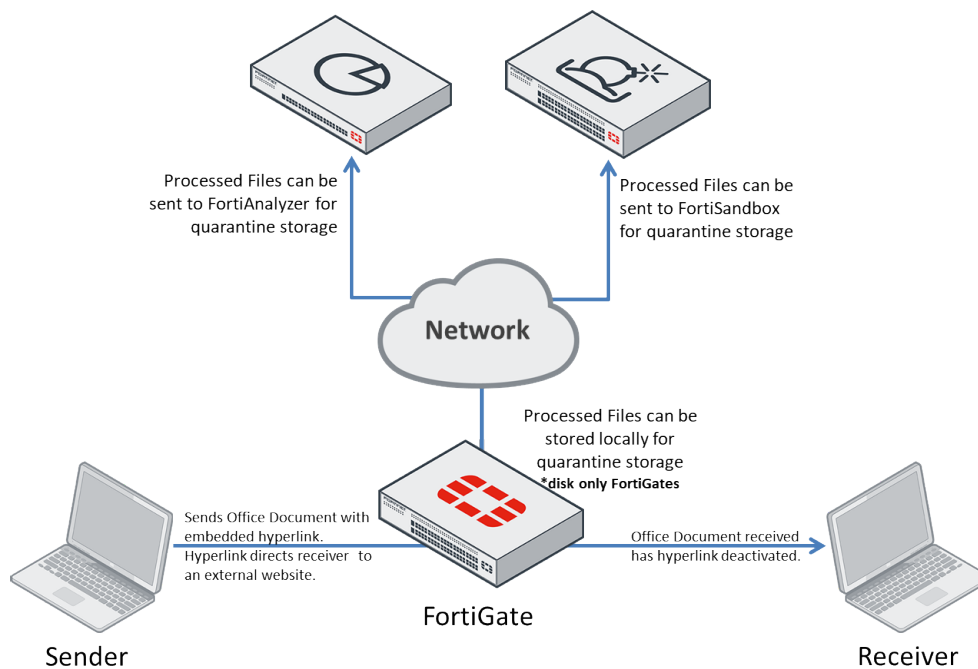 Processed Files can be
sent to FortiAnalyzer for
quarantine storage
Processed Files can be
sent to FortiSandbox
for quarantine storage
Network
Processed Files can be
stored locally for
quarantine storage
*disk only FortiGates
Sends Office Document with
embedded hyperlink.
Hyperlink directs receiver to
an external website.
Office Document received
has hyperlink deactivated.
FortiGate
Sender
Receiver